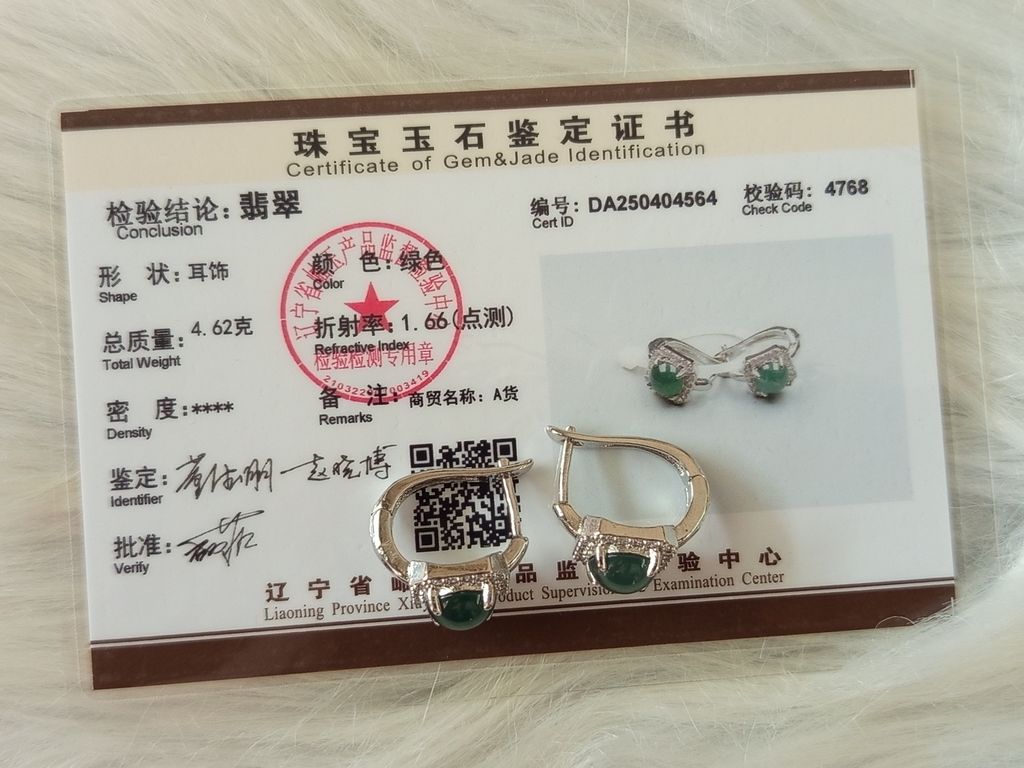 珠宝玉石鉴定证书
Certificate of Gem&Jade Identification
检验结论: 翡翠
Conclusion
编号: DA250404564
Cert ID
校验码: 4768
Check Code
形 状: 耳饰
Shape
颜 色: 绿色
Color
总质量: 4.62克
Total Weight
折射率: 1.66(点测)
Refractive Index
密 度: ****
Density
备 注: 商贸名称: A货
Remarks
鉴定:
Identifier
批准:
Verify
检验检测专用章
辽宁省 品监 验中心
Liaoning Province Supervision Examination Center